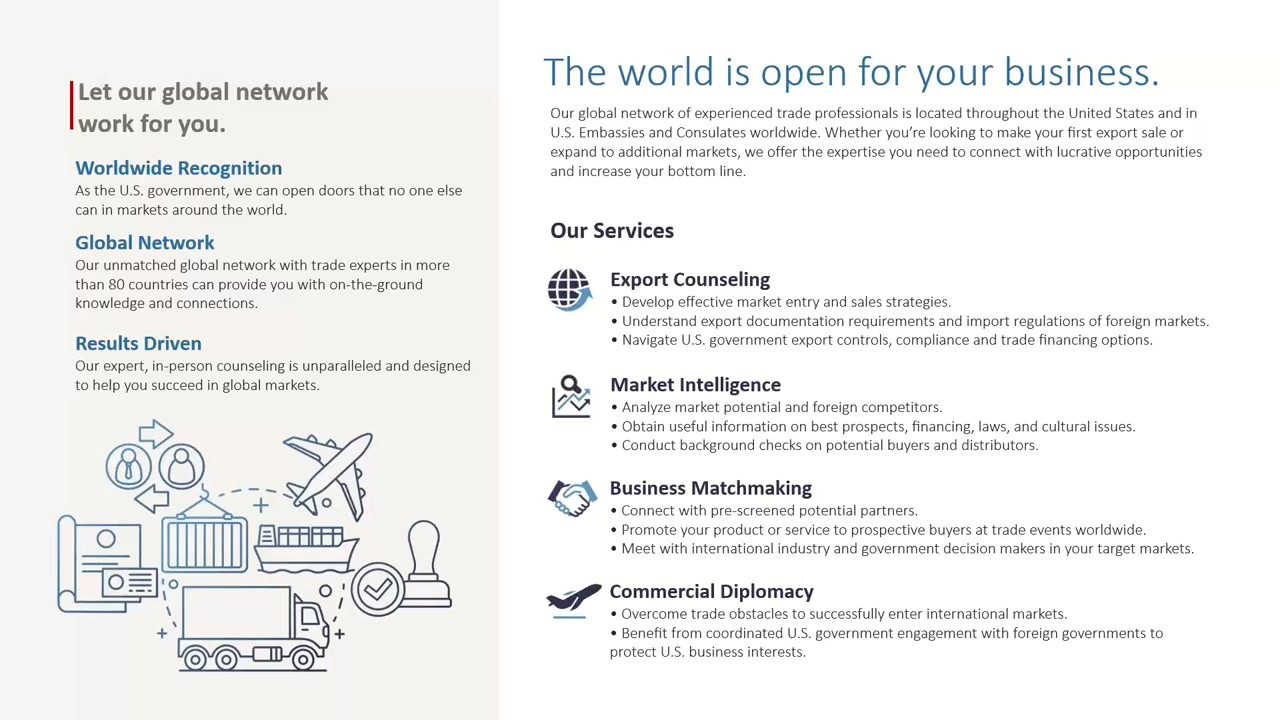 Let our global network
work for you.
Worldwide Recognition
As the U.S. government, we can open doors that no one else
can in markets around the world.
Global Network
Our unmatched global network with trade experts in more
than 80 countries can provide you with on-the-ground
knowledge and connections.
Results Driven
Our expert, in-person counseling is unparalleled and designed
to help you succeed in global markets.
The world is open for your business.
Our global network of experienced trade professionals is located throughout the United States and in
U.S. Embassies and Consulates worldwide. Whether you’re looking to make your first export sale or
expand to additional markets, we offer the expertise you need to connect with lucrative opportunities
and increase your bottom line.
Our Services
Export Counseling
• Develop effective market entry and sales strategies.
• Understand export documentation requirements and import regulations of foreign markets.
• Navigate U.S. government export controls, compliance and trade financing options.
Market Intelligence
• Analyze market potential and foreign competitors.
• Obtain useful information on best prospects, financing, laws, and cultural issues.
• Conduct background checks on potential buyers and distributors.
Business Matchmaking
• Connect with pre-screened potential partners.
• Promote your product or service to prospective buyers at trade events worldwide.
• Meet with international industry and government decision makers in your target markets.
Commercial Diplomacy
• Overcome trade obstacles to successfully enter international markets.
• Benefit from coordinated U.S. government engagement with foreign governments to
protect U.S. business interests.